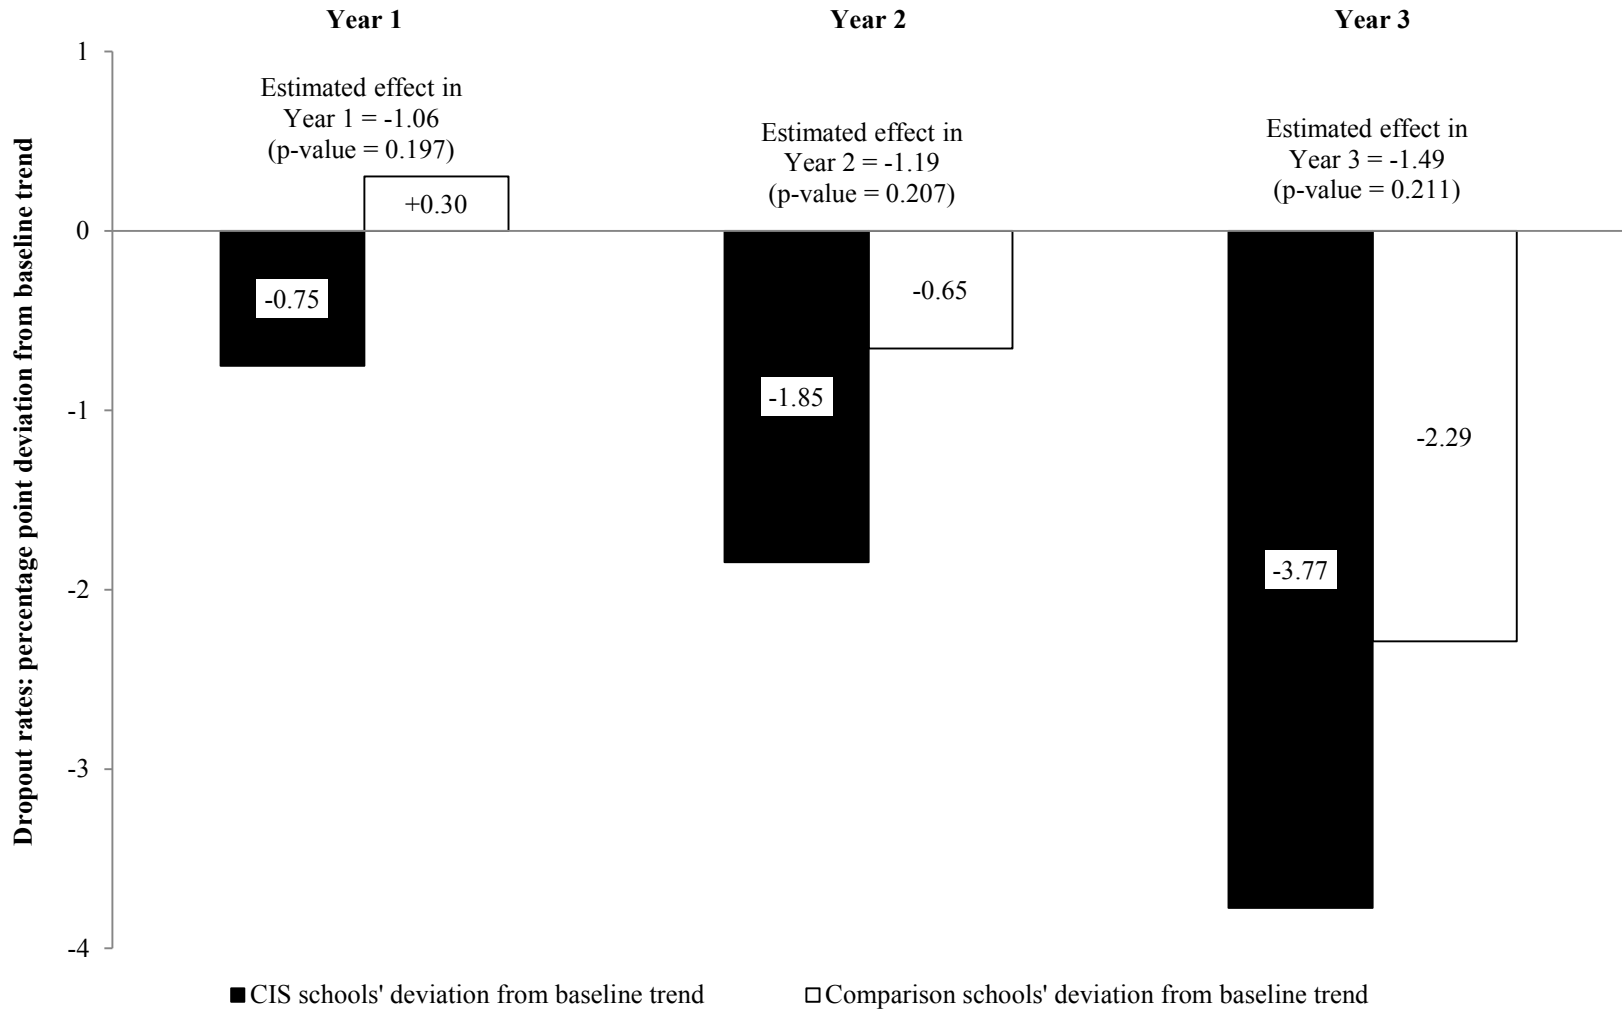 Year 1
Year 2
Year 3
Dropout rates: percentage point deviation from baseline trend
1
0
-1
-2
-3
-4
Estimated effect in
Year 1 = -1.06
(p-value = 0.197)
+0.30
-0.75
Estimated effect in
Year 2 = -1.19
(p-value = 0.207)
-0.65
-1.85
Estimated effect in
Year 3 = -1.49
(p-value = 0.211)
-2.29
-3.77
CIS schools' deviation from baseline trend
Comparison schools' deviation from baseline trend